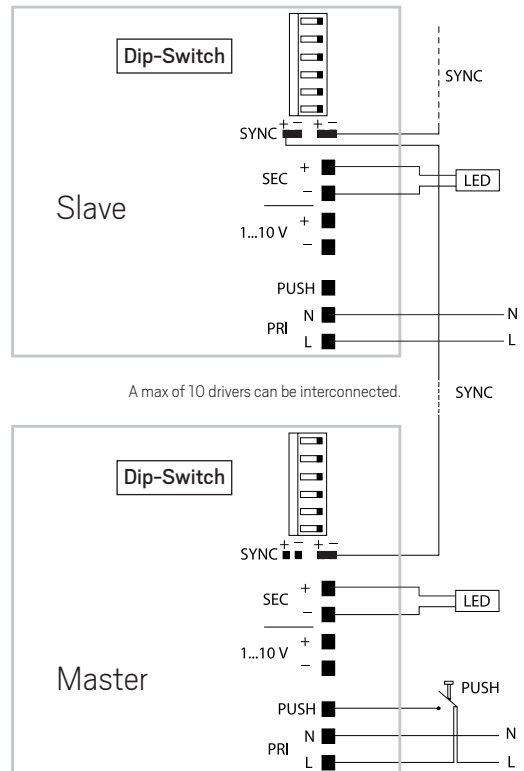 Dip-Switch
SYNC
+ − + −
SYNC
+
SEC
LED
−
Slave
+
1...10 V
−
PUSH
N
N
PRI
L
L
A max of 10 drivers can be interconnected.
SYNC
Dip-Switch
+ − + −
SYNC
+
SEC
LED
−
+
1...10 V
−
Master
PUSH
PUSH
N
N
PRI
L
L